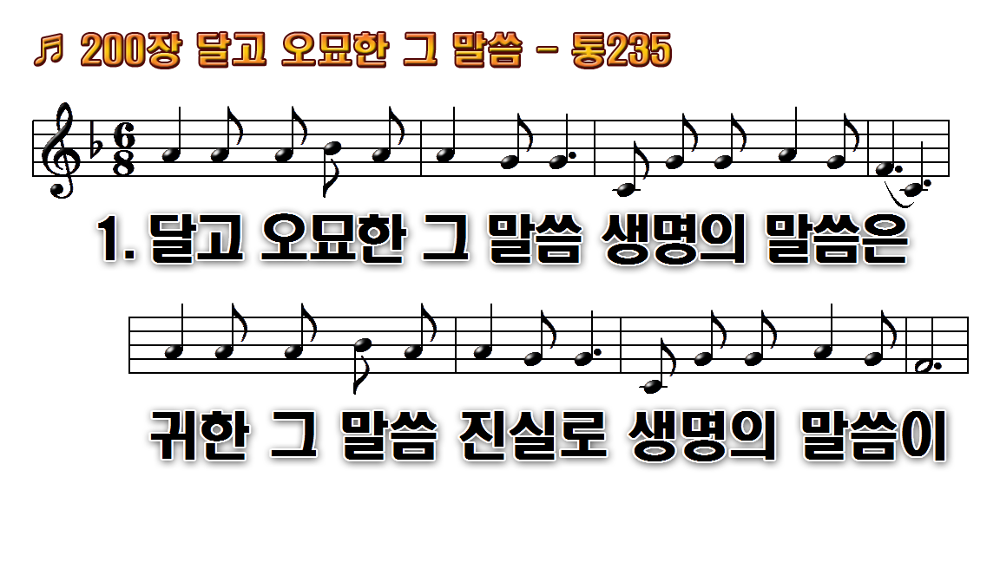 ♬ 200장 달고 오묘한 그 말씀 - 통235
6
8
1. 달고 오묘한 그 말씀 생명의 말씀은
귀한 그 말씀 진실로 생명의 말씀이